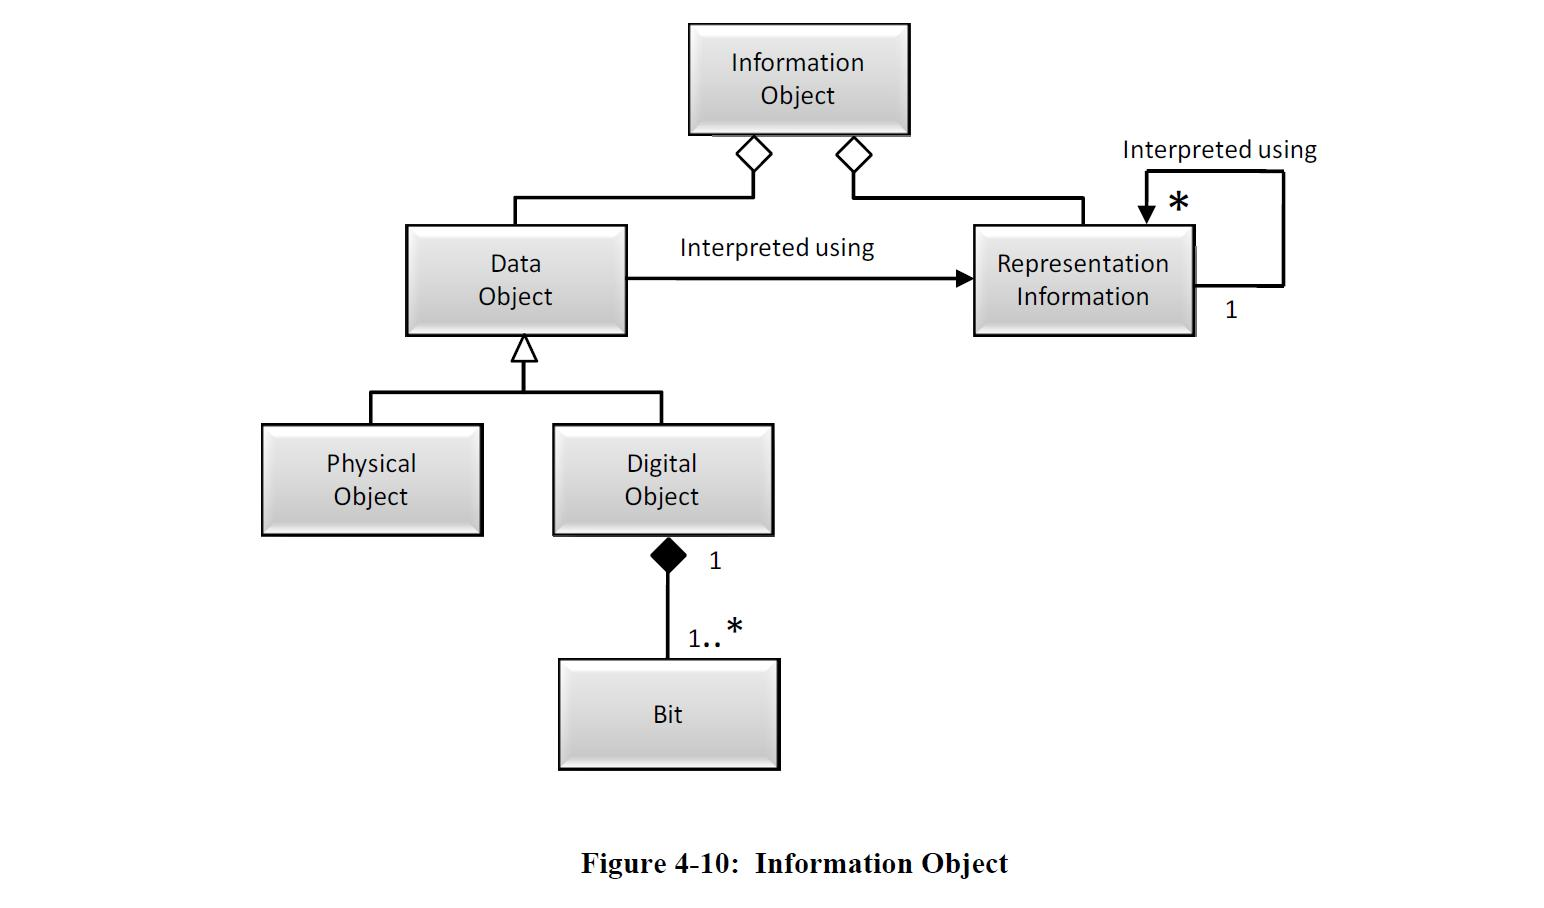 Information
Object
Interpreted using
*
Data
Object
Interpreted using
Representation
Information
1
Physical
Object
Digital
Object
1
1..*
Bit
Figure 4-10: Information Object